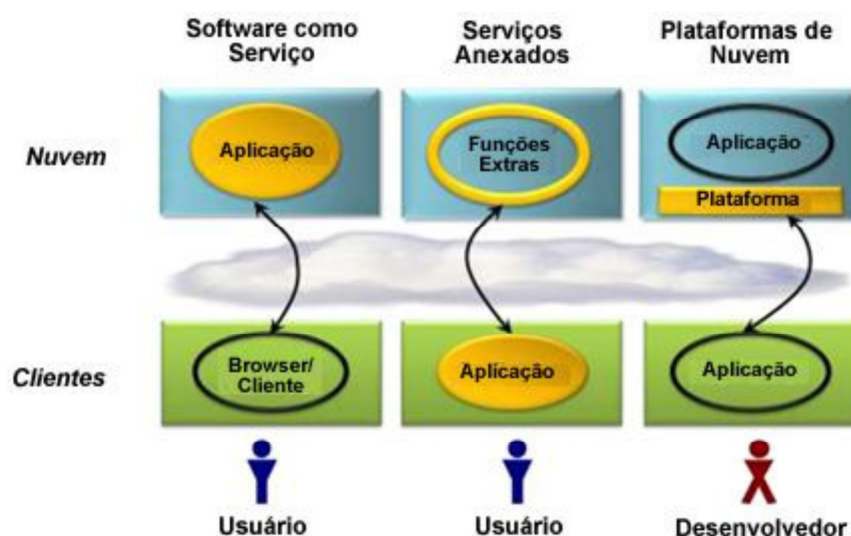 Software como
Serviço
Serviços
Anexados
Plataformas de
Nuvem
Nuvem
Aplicação
Funções
Extras
Aplicação
Plataforma
Clientes
Browser/
Cliente
Aplicação
Aplicação
Usuário
Usuário
Desenvolvedor